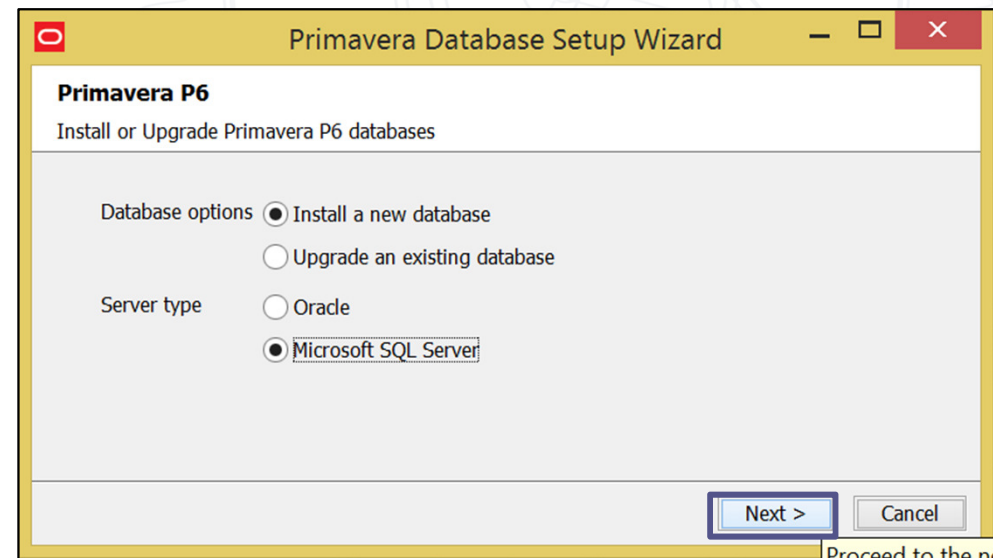 Primavera Database Setup Wizard
Primavera P6
Install or Upgrade Primavera P6 databases
Database options Install a new database
Upgrade an existing database
Server type Oracle
Microsoft SQL Server
Next > Cancel
Proceed to the